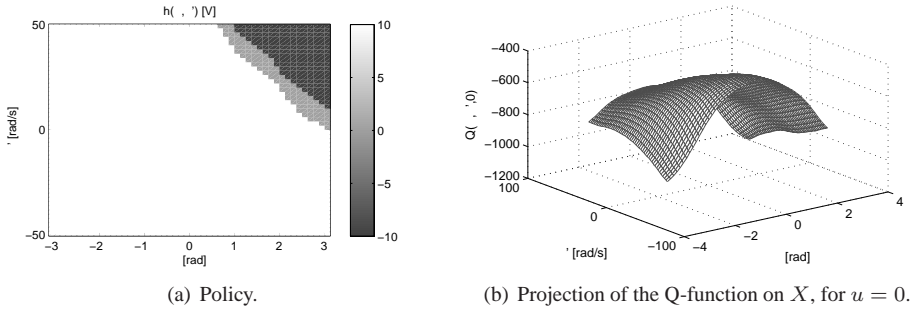 h( , ') [V]
50
0
−50
' [rad/s]
−3 −2 −1 0 1 2 3
[rad]
10
5
0
−5
−10
(a) Policy.
−400
−600
−800
−1000
−1200
Q( , ',0)
100
0
−100
' [rad/s]
−4 −2 0 2 4
[rad]
(b) Projection of the Q-function on X, for u = 0.